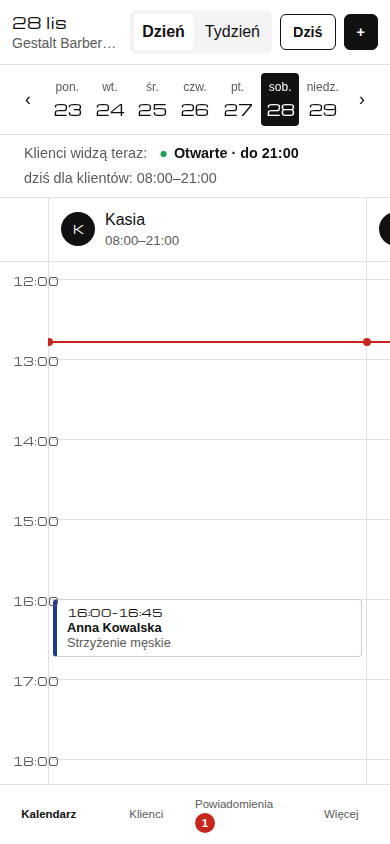 28 lis
Gestalt Barber…
Dzień Tydzień
Dziś
+
‹ pon. wt. śr. czw. pt. sob. niedz. ›
23 24 25 26 27 28 29
Klienci widzą teraz: ● Otwarte · do 21:00
dziś dla klientów: 08:00–21:00
K
Kasia
08:00–21:00
12:00
13:00
14:00
15:00
16:00
16:00-16:45
Anna Kowalska
Strzyżenie męskie
17:00
18:00
Kalendarz
Klienci
Powiadomienia
1
Więcej